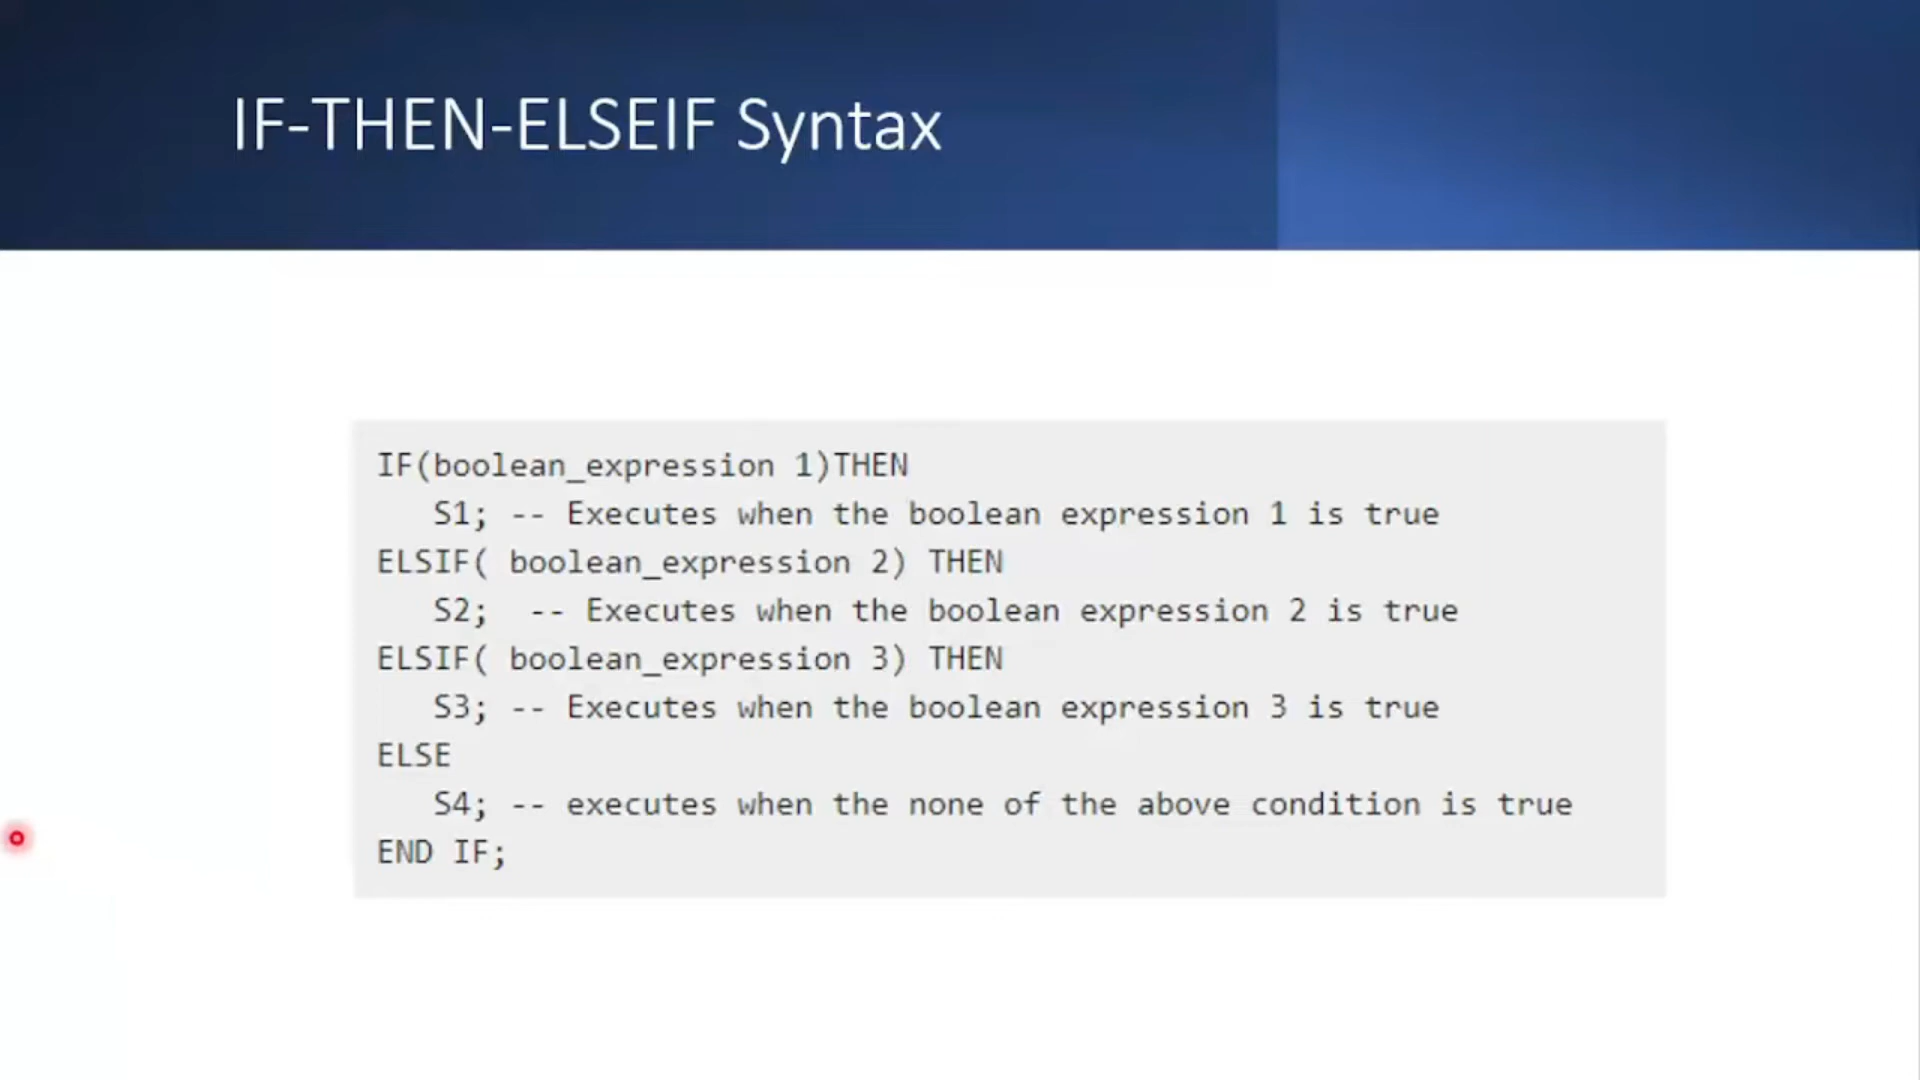 IF-THEN-ELSEIF Syntax
IF(boolean_expression 1)THEN
S1; -- Executes when the boolean expression 1 is true
ELSIF( boolean_expression 2) THEN
S2;  -- Executes when the boolean expression 2 is true
ELSIF( boolean_expression 3) THEN
S3; -- Executes when the boolean expression 3 is true
ELSE
S4; -- executes when the none of the above condition is true
END IF;